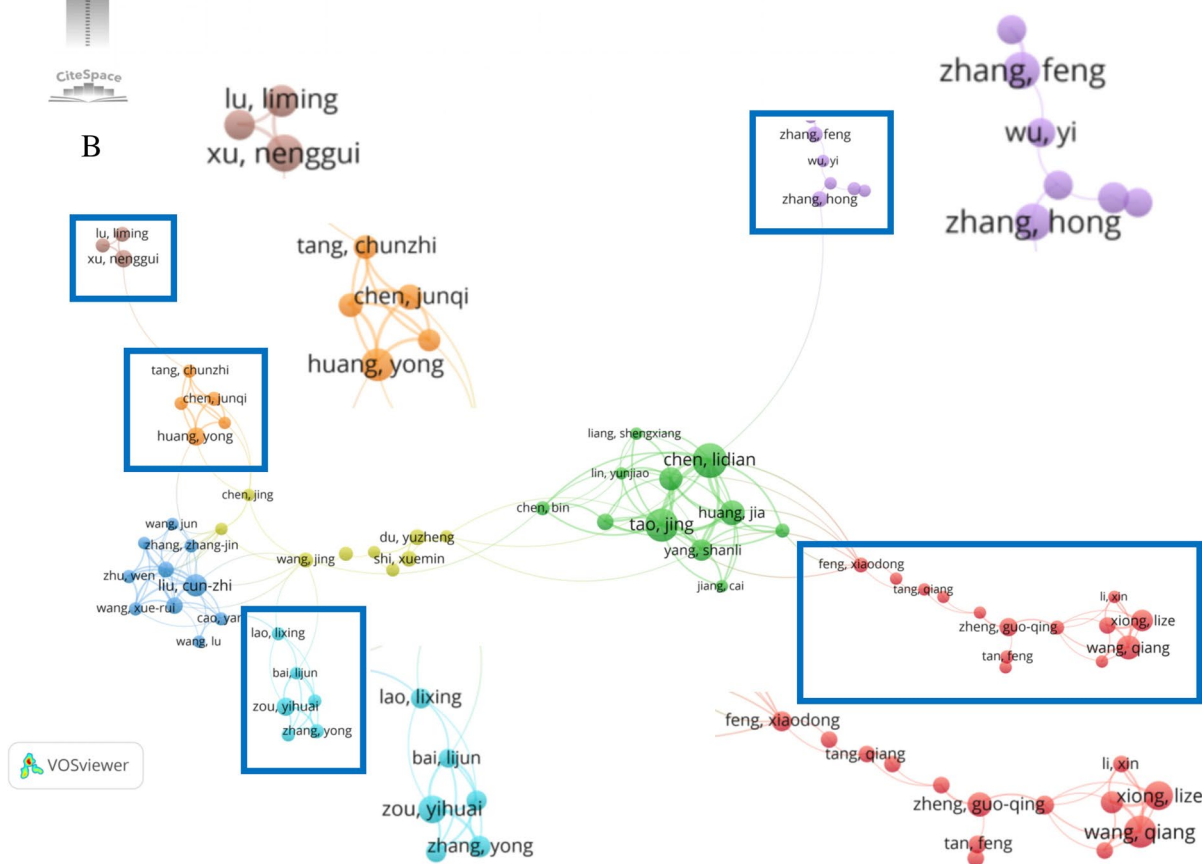 CiteSpace
B
lu, liming
xu, nenggui
zhang, feng
wu, yi
zhang, hong
zhang, feng
wu, yi
zhang, hong
lu, liming
xu, nenggui
tang, chunzhi
chen, junqi
huang, yong
tang, chunzhi
chen, junqi
huang, yong
liang, shengxiang
chen, lidian
lin, yunjiao
chen, bin
tao, jing
huang, jia
yang, shanli
jiang, cai
chen, jing
wang, jun
zhang, zhang-jin
zhu, wen
liu, cun-zhi
wang, xue-rui
cao, yan
wang, lu
du, yuzheng
wang, jing
shi, xuemin
lao, lixing
bai, lijun
zou, yihuai
zhang, yong
feng, xiaodong
tang, qiang
zheng, guo-qing
tan, feng
li, xin
xiong, lize
wang, qiang
lao, lixing
bai, lijun
zou, yihuai
zhang, yong
feng, xiaodong
tang, qiang
zheng, guo-qing
tan, feng
li, xin
xiong, lize
wang, qiang
VOSviewer